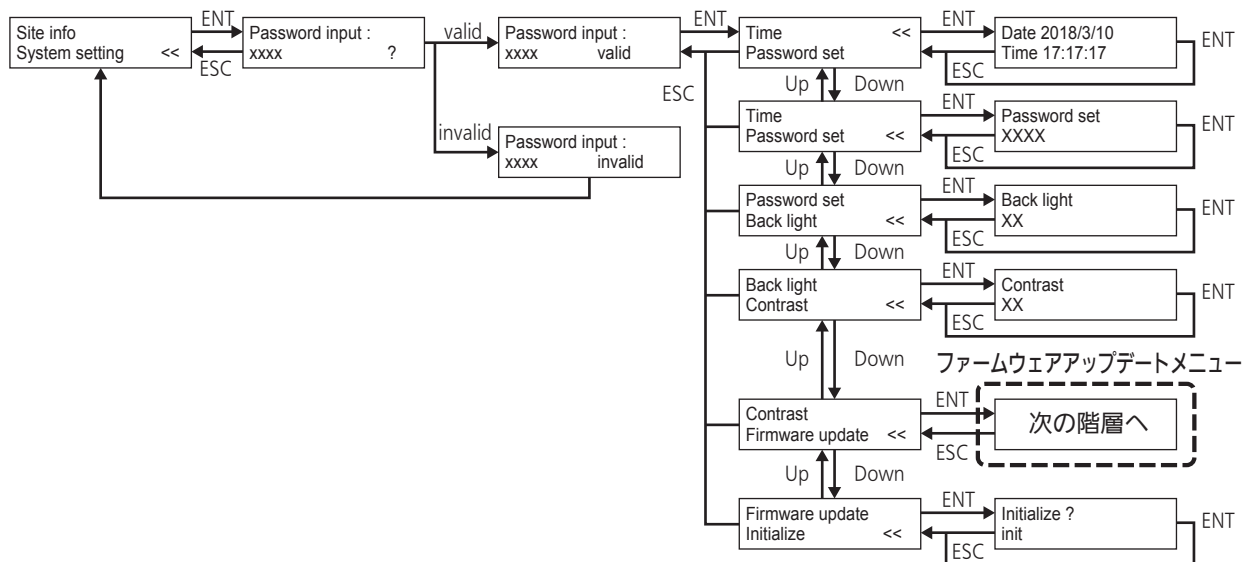 Site info
System setting <<
ENT
ESC
Password input :
xxxx ?
valid
Password input :
xxxx valid
invalid
Password input :
xxxx invalid
ENT
ESC
Time <<
Password set
ENT
ESC
Date 2018/3/10
Time 17:17:17
ENT
Up Down
Time
Password set <<
ENT
ESC
Password set
XXXX
ENT
Up Down
Password set
Back light <<
ENT
ESC
Back light
XX
ENT
Up Down
Back light
Contrast <<
ENT
ESC
Contrast
XX
ENT
Up Down
ファームウェアアップデートメニュー
Contrast
Firmware update <<
ENT
ESC
次の階層へ
Up Down
Firmware update
Initialize <<
ENT
ESC
Initialize ?
init
ENT